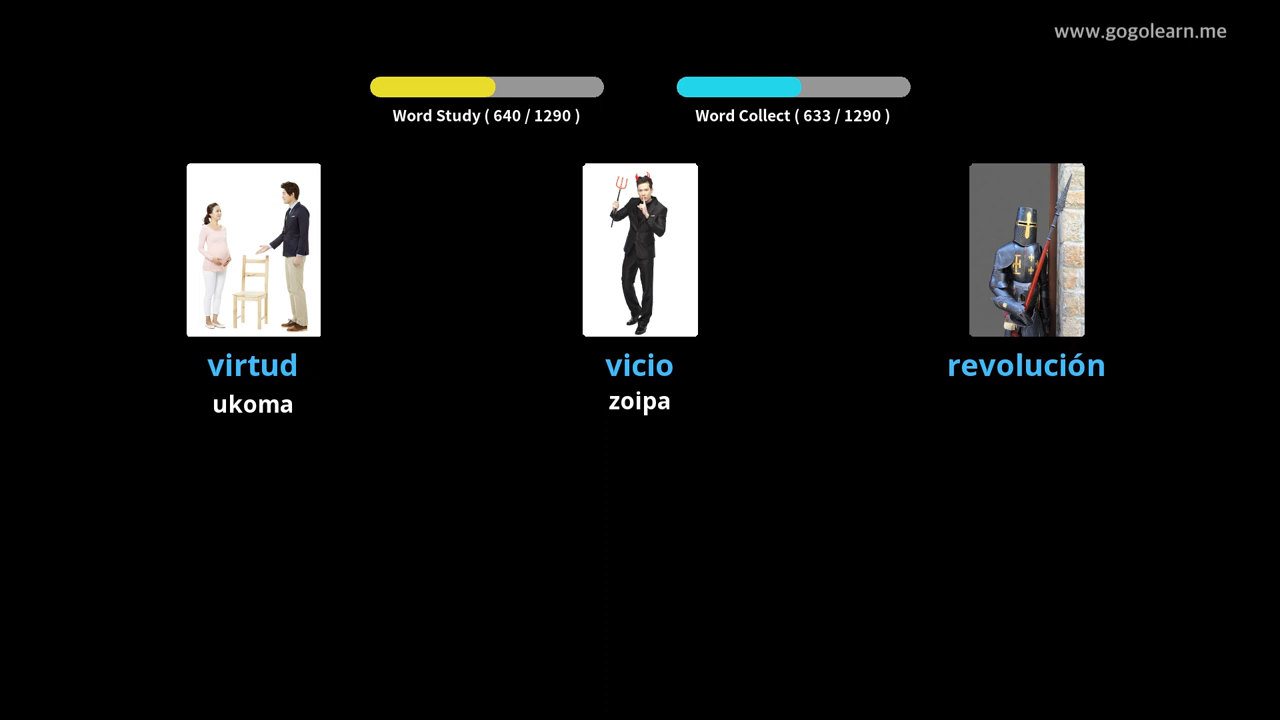 www.gogolearn.me
Word Study ( 640 / 1290 )
Word Collect ( 633 / 1290 )
virtud
ukoma
vicio
zoipa
revolución